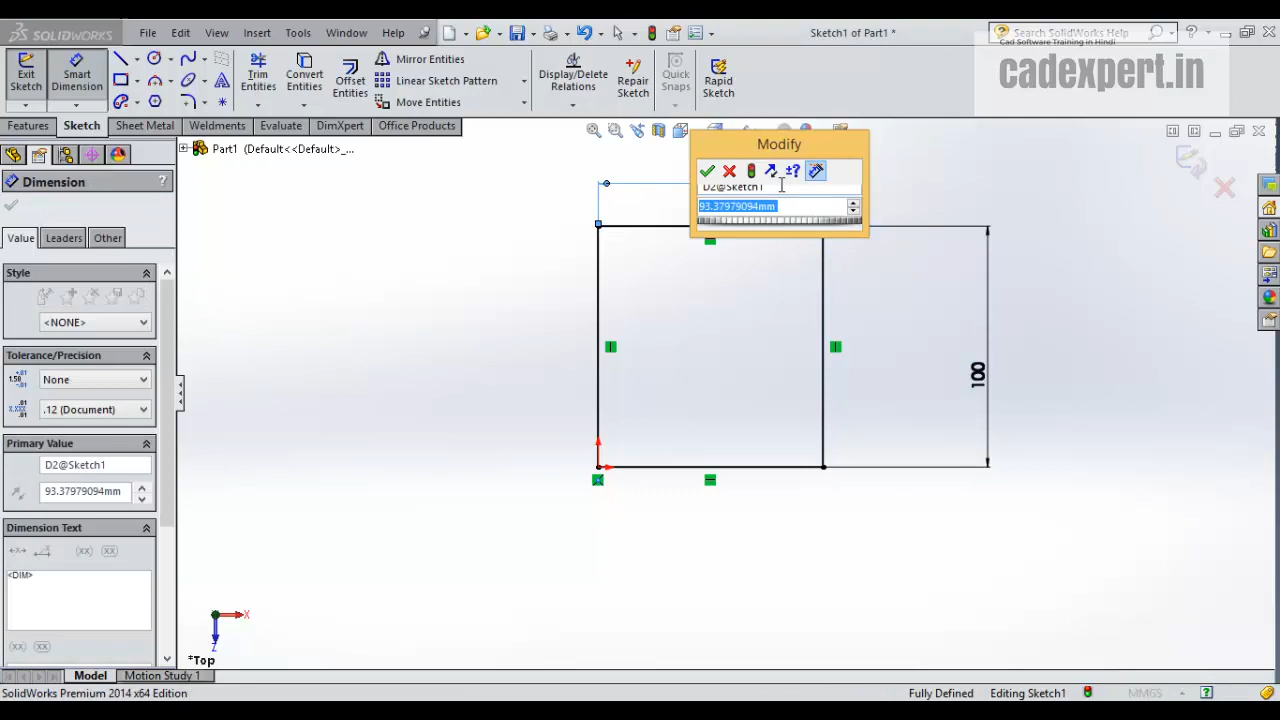 SOLIDWORKS
File Edit View Insert Tools Window Help
Sketch1 of Part1 *
Search SolidWorks Help
Cad Software Training in Hindi
cadexpert.in
Exit Sketch
Smart Dimension
Trim Entities
Convert Entities
Offset Entities
Mirror Entities
Linear Sketch Pattern
Move Entities
Display/Delete Relations
Repair Sketch
Quick Snaps
Rapid Sketch
Features Sketch Sheet Metal Weldments Evaluate DimXpert Office Products
Part1 (Default<<Default>_...
Modify
D2@Sketch1
93.37979094mm
Dimension ?
Value Leaders Other
Style
<NONE>
Tolerance/Precision
None
.12 (Document)
Primary Value
D2@Sketch1
93.37979094mm
Dimension Text
<DIM>
100
X
Z
*Top
Model Motion Study 1
SolidWorks Premium 2014 x64 Edition
Fully Defined Editing Sketch1 MMGS